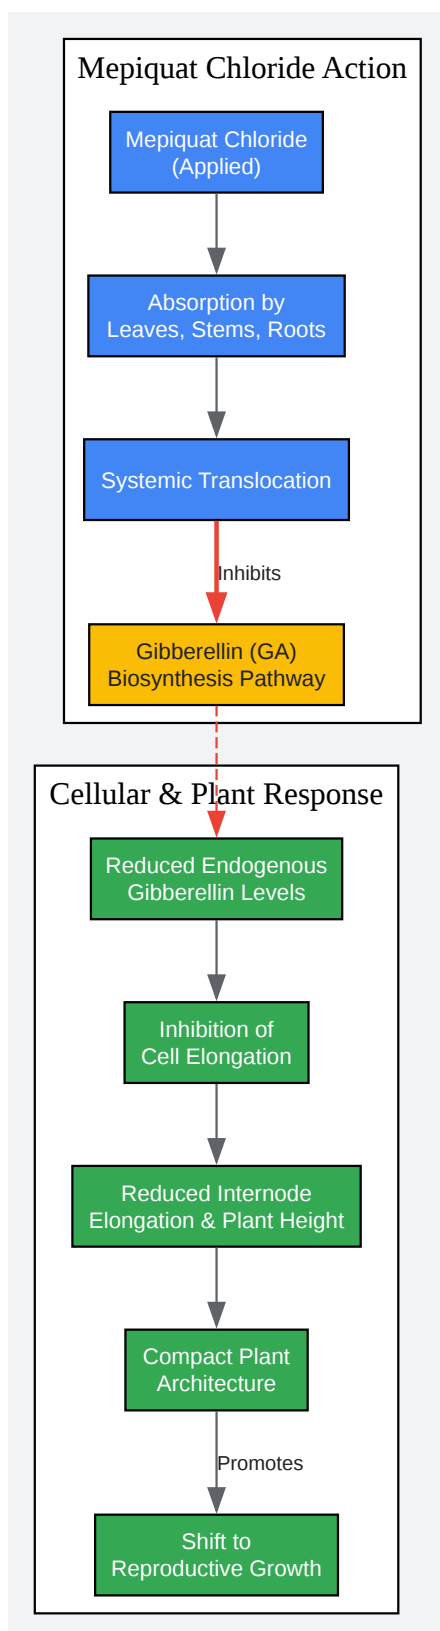 Mepiquat Chloride Action
Mepiquat Chloride
(Applied)
Absorption by
Leaves, Stems, Roots
Systemic Translocation
Inhibits
Gibberellin (GA)
Biosynthesis Pathway
Cellular & Plant Response
Reduced Endogenous
Gibberellin Levels
Inhibition of
Cell Elongation
Reduced Internode
Elongation & Plant Height
Compact Plant
Architecture
Promotes
Shift to
Reproductive Growth